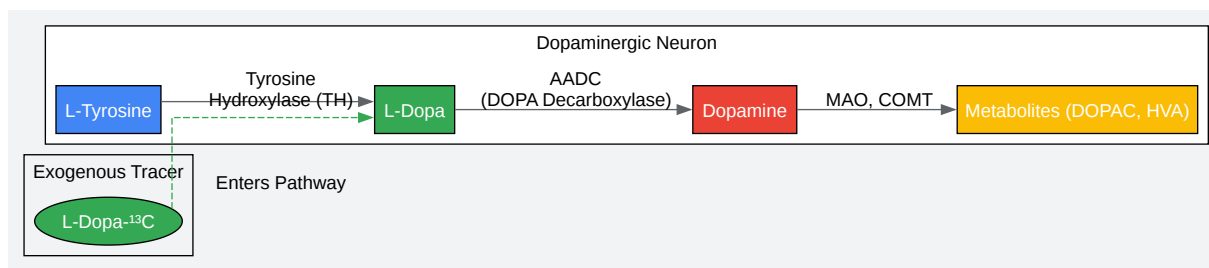 Dopaminergic Neuron
L-Tyrosine
Tyrosine
Hydroxylase (TH)
L-Dopa
AADC
(DOPA Decarboxylase)
Dopamine
MAO, COMT
Metabolites (DOPAC, HVA)
Exogenous Tracer
L-Dopa-¹³C
Enters Pathway